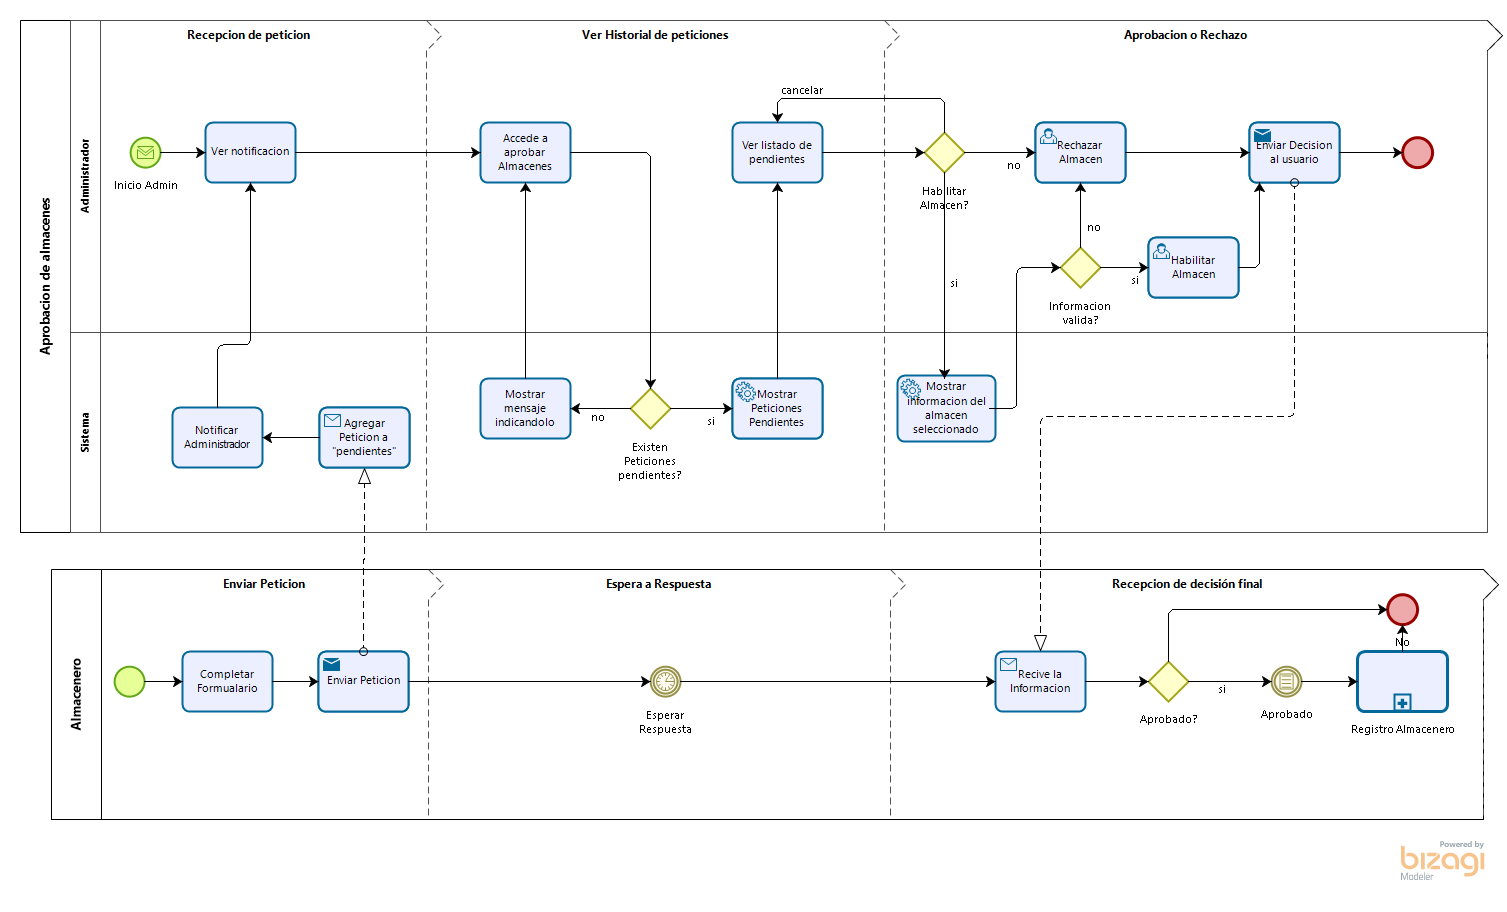 Recepcion de peticion
Ver Historial de peticiones
Aprobacion o Rechazo
Aprobacion de almacenes
Administrador
Sistema
cancelar
Inicio Admin
Ver notificacion
Accede a
aprobar
Almacenes
Ver listado de
pendientes
Habilitar
Almacen?
no
si
Rechazar
Almacen
Enviar Decision
al usuario
no
Informacion
valida?
si
Habilitar
Almacen
Notificar
Administrador
Agregar
Peticion a
"pendientes"
Mostrar
mensaje
indicandolo
no
Existen
Peticiones
pendientes?
si
Mostrar
Peticiones
Pendientes
Mostrar
informacion del
almacen
seleccionado
Enviar Peticion
Espera a Respuesta
Recepcion de decisión final
Almacenero
Completar
Formualario
Enviar Peticion
Esperar
Respuesta
Recive la
Informacion
Aprobado?
si
Aprobado
No
Registro Almacenero
Powered by
bizagi
Modeler